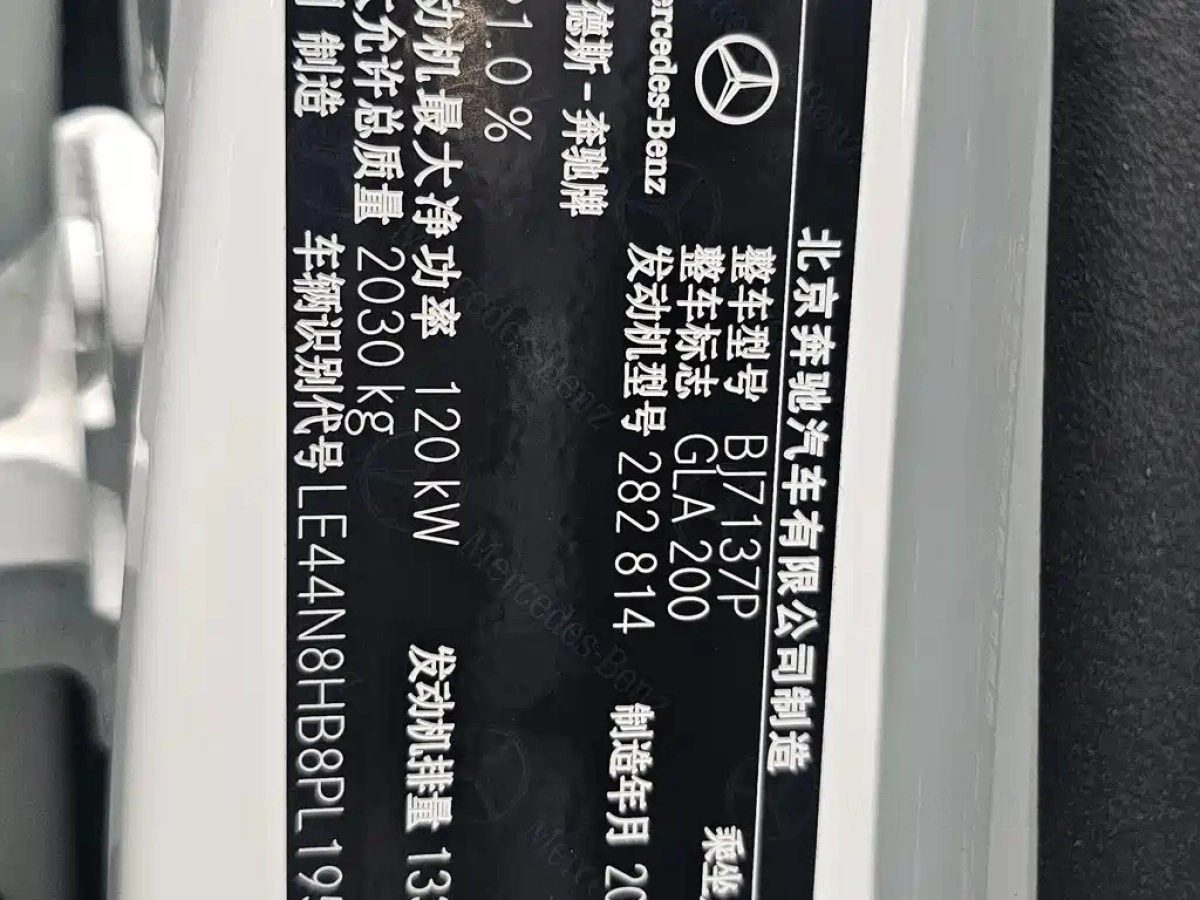 北京奔驰汽车有限公司制造
Mercedes-Benz
整车型号 BJ7137P
整车标志 GLA 200
德斯-奔驰牌
发动机型号 282 814
制造年月 20
1.0%
动机最大净功率 120 kW
发动机排量 13
允许总质量 2030 kg
制造
车辆识别代号 LE44N8HB8PL195